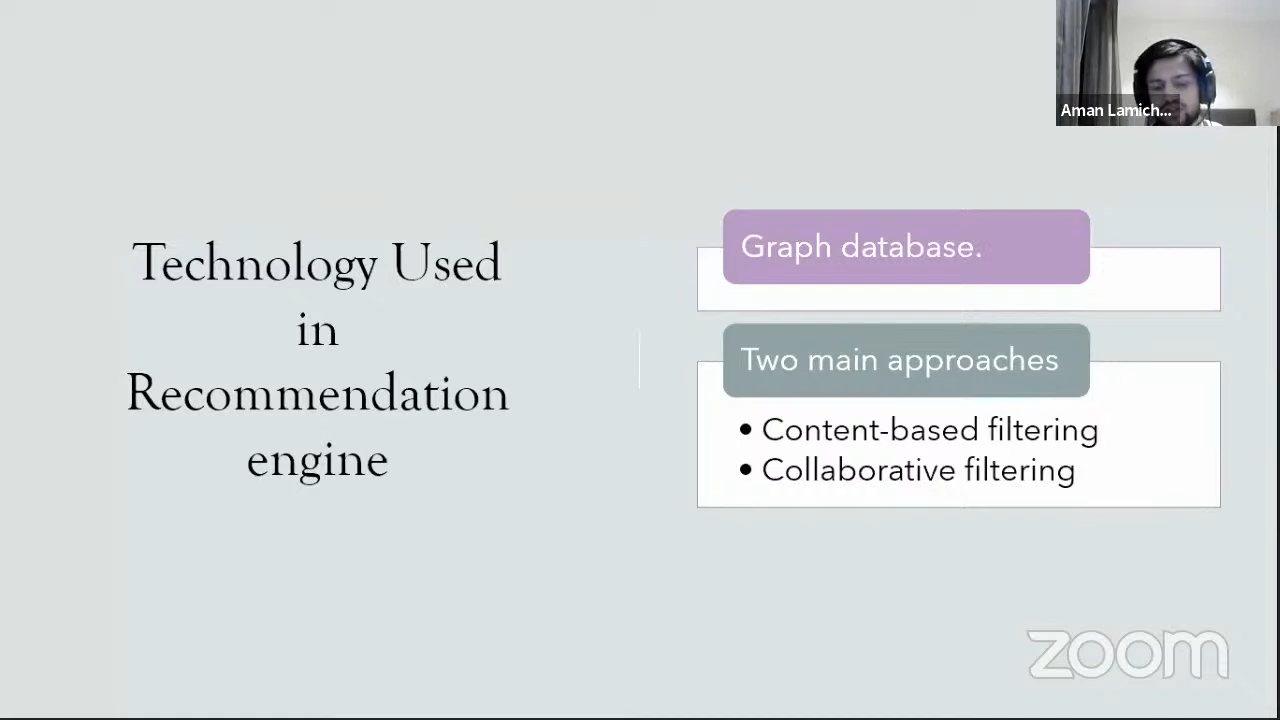 Aman Lamich...
Technology Used
in
Recommendation
engine
Graph database.
Two main approaches
• Content-based filtering
• Collaborative filtering
zoom